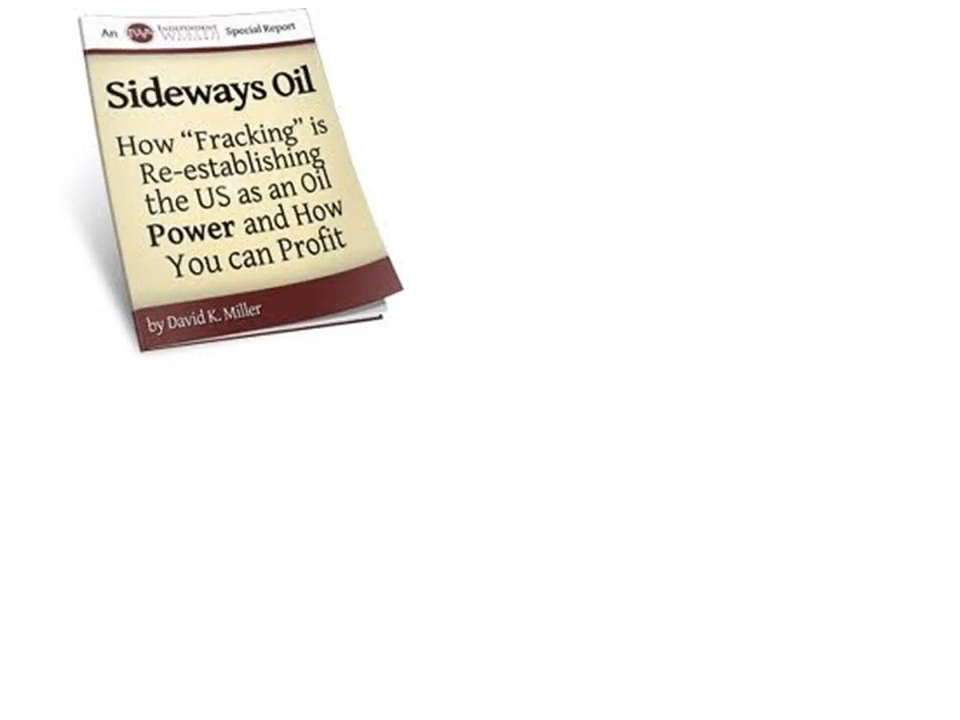 An IWA INDEPENDENT WEALTH Special Report
Sideways Oil
How “Fracking” is
Re-establishing
the US as an Oil
Power and How
You can Profit
by David K. Miller